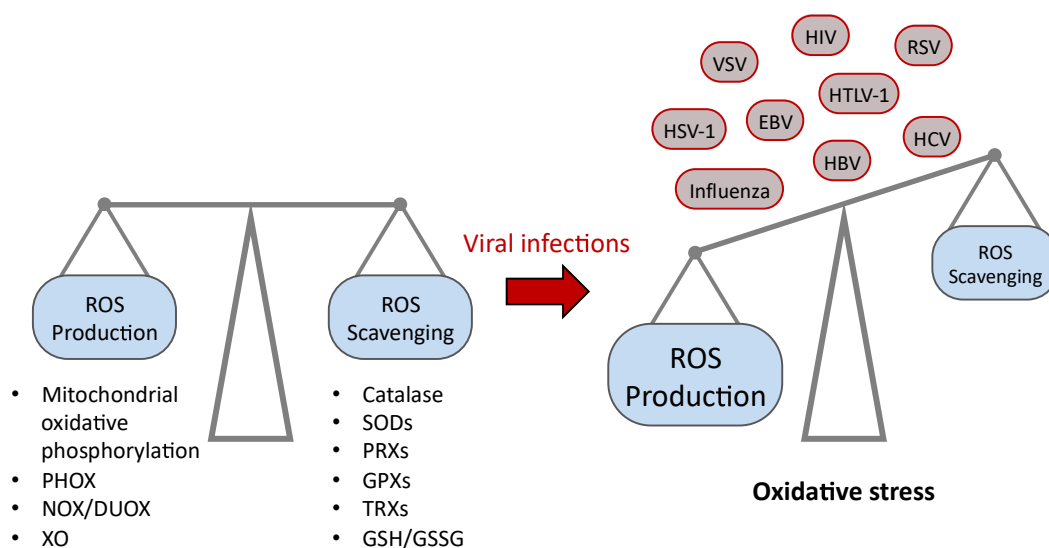 HIV
RSV
VSV
HTLV-1
EBV
HSV-1
HCV
HBV
Influenza
Viral infections
ROS
Production
ROS
Scavenging
ROS
Production
ROS
Scavenging
• Mitochondrial
oxidative
phosphorylation
• PHOX
• NOX/DUOX
• XO
• Catalase
• SODs
• PRXs
• GPXs
• TRXs
• GSH/GSSG
Oxidative stress